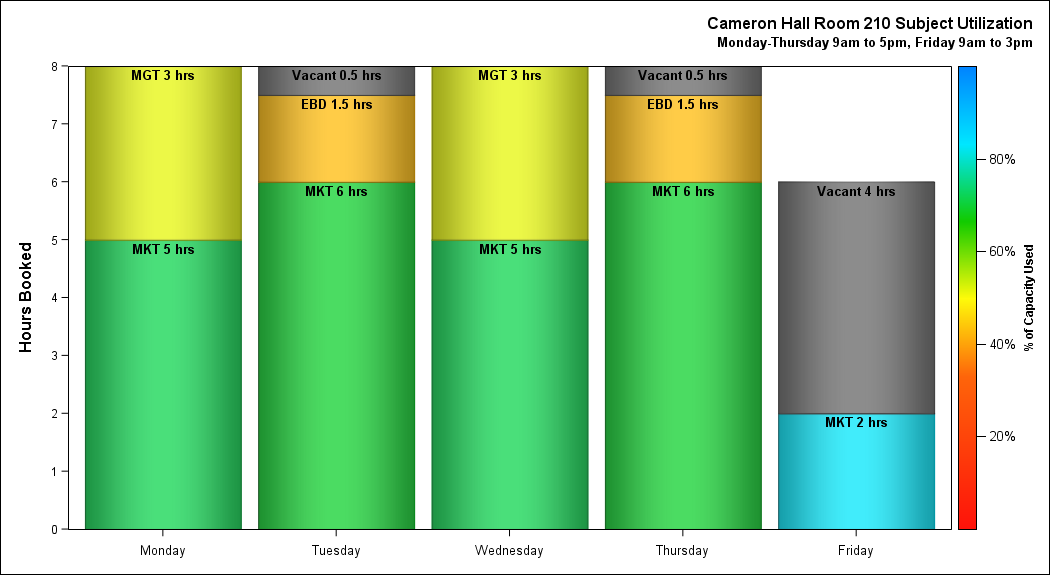 Cameron Hall Room 210 Subject Utilization
Monday-Thursday 9am to 5pm, Friday 9am to 3pm
Hours Booked
8
7
6
5
4
3
2
1
0
MGT 3 hrs
MKT 5 hrs
Vacant 0.5 hrs
EBD 1.5 hrs
MKT 6 hrs
MGT 3 hrs
MKT 5 hrs
Vacant 0.5 hrs
EBD 1.5 hrs
MKT 6 hrs
Vacant 4 hrs
MKT 2 hrs
Monday
Tuesday
Wednesday
Thursday
Friday
80%
60%
40%
20%
% of Capacity Used